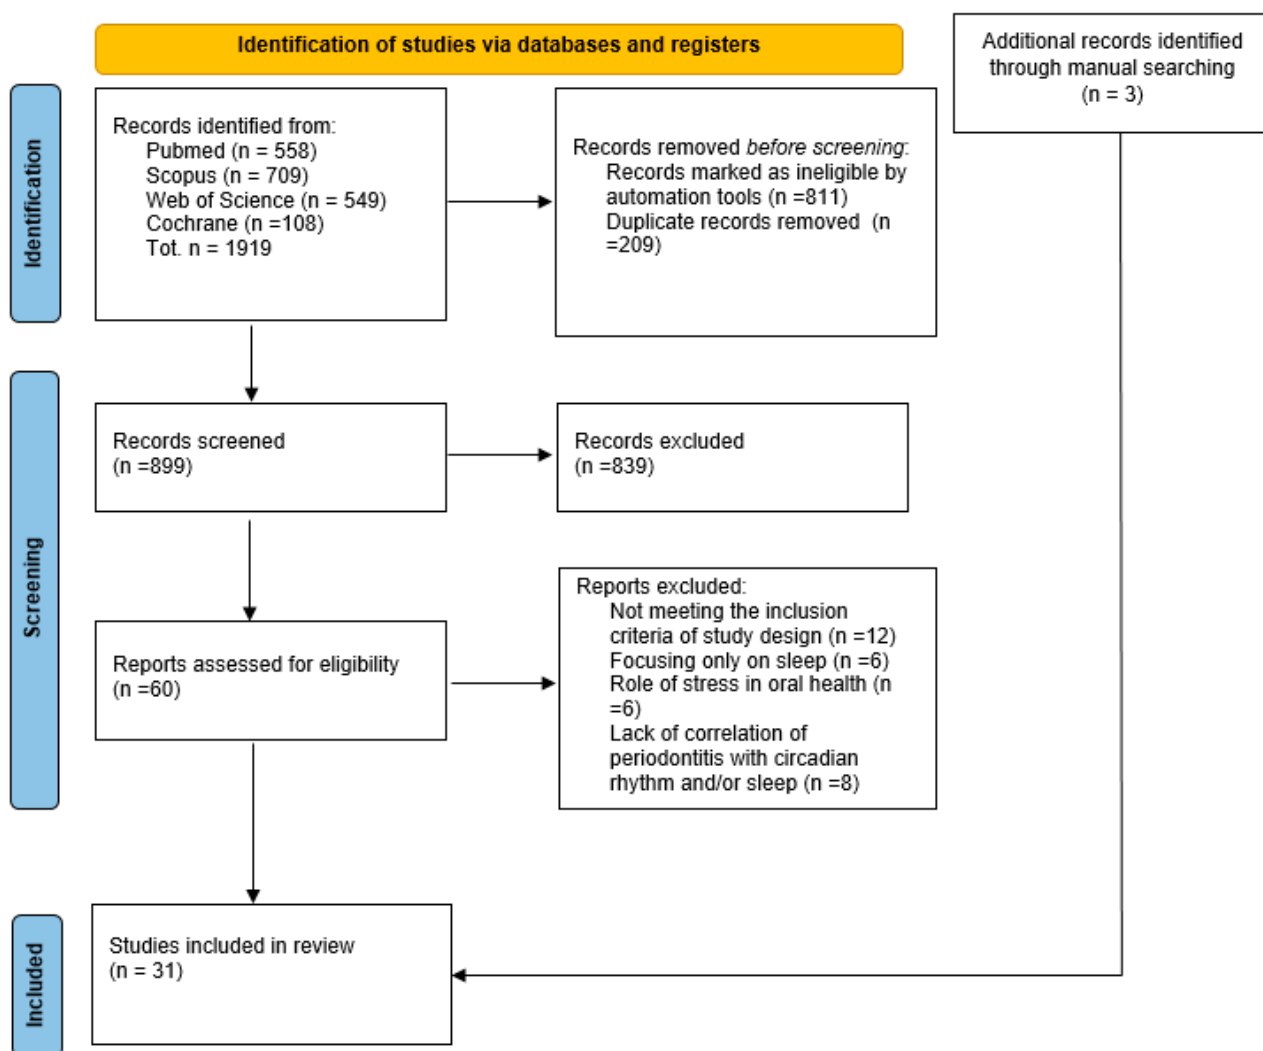 Identification of studies via databases and registers
Additional records identified
through manual searching
(n = 3)
Identification
Records identified from:
Pubmed (n = 558)
Scopus (n = 709)
Web of Science (n = 549)
Cochrane (n =108)
Tot. n = 1919
Records removed before screening:
Records marked as ineligible by
automation tools (n =811)
Duplicate records removed  (n
=209)
Screening
Records screened
(n =899)
Records excluded
(n =839)
Reports assessed for eligibility
(n =60)
Reports excluded:
Not meeting the inclusion
criteria of study design (n =12)
Focusing only on sleep (n =6)
Role of stress in oral health (n
=6)
Lack of correlation of
periodontitis with circadian
rhythm and/or sleep (n =8)
Included
Studies included in review
(n = 31)